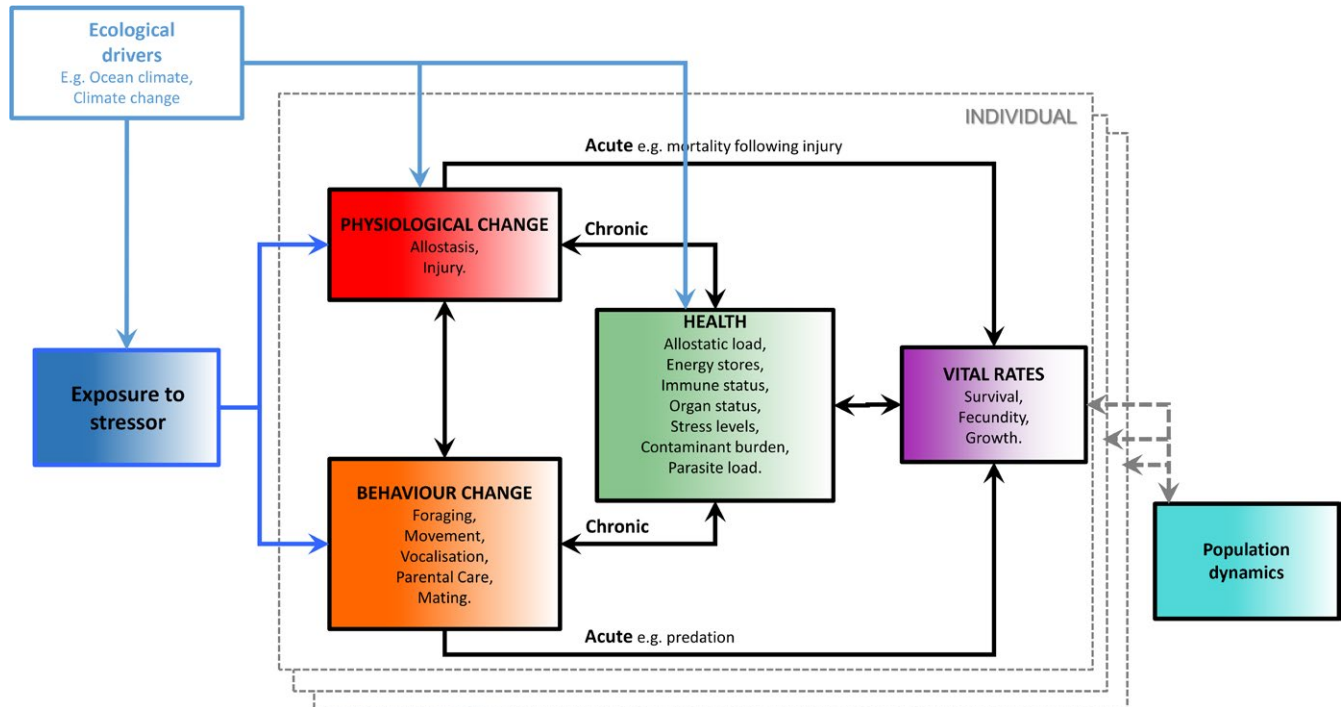 Ecological
drivers
E.g. Ocean climate,
Climate change
INDIVIDUAL
Acute e.g. mortality following injury
PHYSIOLOGICAL CHANGE
Allostasis,
Injury.
Chronic
HEALTH
Allostatic load,
Energy stores,
Immune status,
Organ status,
Stress levels,
Contaminant burden,
Parasite load.
VITAL RATES
Survival,
Fecundity,
Growth.
Exposure to
stressor
BEHAVIOUR CHANGE
Foraging,
Movement,
Vocalisation,
Parental Care,
Mating.
Chronic
Acute e.g. predation
Population
dynamics